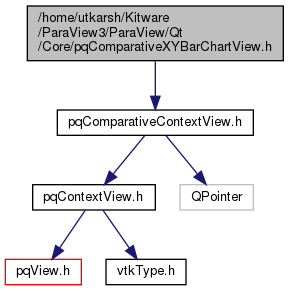 /home/utkarsh/Kitware
/ParaView3/ParaView/Qt
/Core/pqComparativeXYBarChartView.h
pqComparativeContextView.h
pqContextView.h
QPointer
pqView.h
vtkType.h